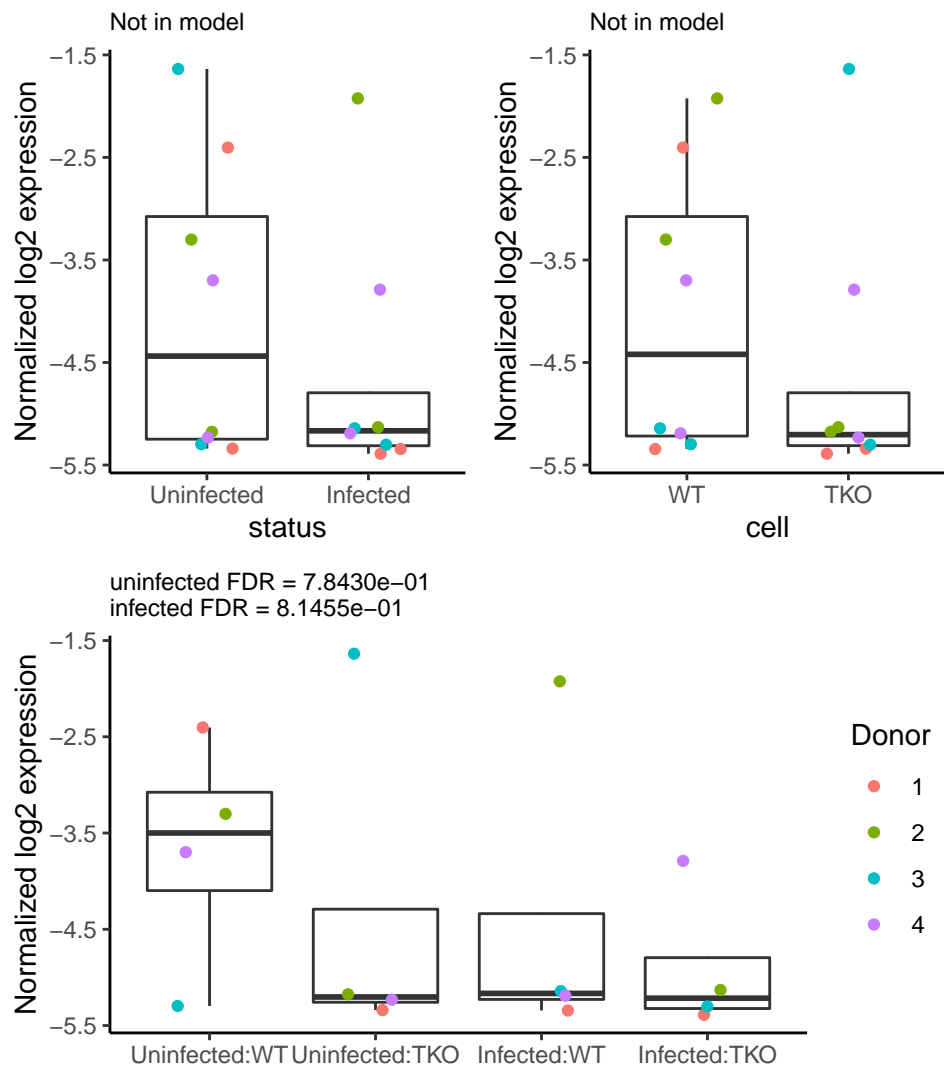 Not in model
Normalized log2 expression
−1.5
−2.5
−3.5
−4.5
−5.5
Uninfected Infected
status
Not in model
Normalized log2 expression
−1.5
−2.5
−3.5
−4.5
−5.5
WT TKO
cell
uninfected FDR = 7.8430e−01
infected FDR = 8.1455e−01
Normalized log2 expression
−1.5
−2.5
−3.5
−4.5
−5.5
Uninfected:WT Uninfected:TKO Infected:WT Infected:TKO
Donor
1
2
3
4